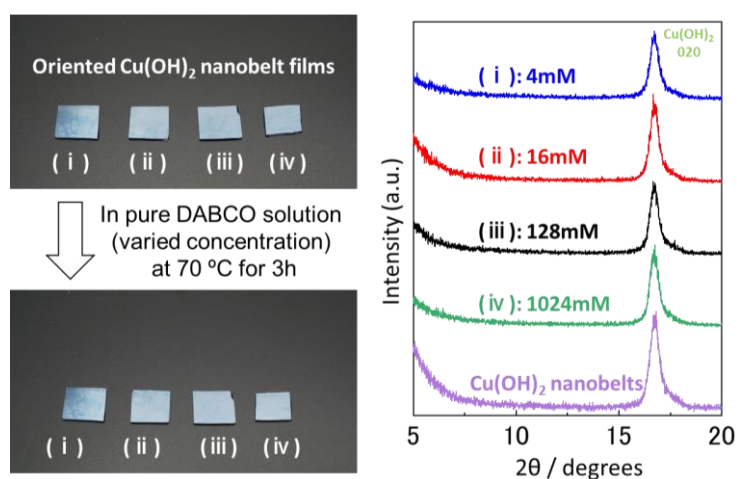 Oriented Cu(OH)₂ nanobelt films
( i ) ( ii ) ( iii ) ( iv )
In pure DABCO solution
(varied concentration)
at 70 ºC for 3h
( i ) ( ii ) ( iii ) ( iv )
Cu(OH)₂
020
( i ): 4mM
( ii ): 16mM
( iii ): 128mM
( iv ): 1024mM
Cu(OH)₂ nanobelts
Intensity (a.u.)
5 10 15 20
2θ / degrees